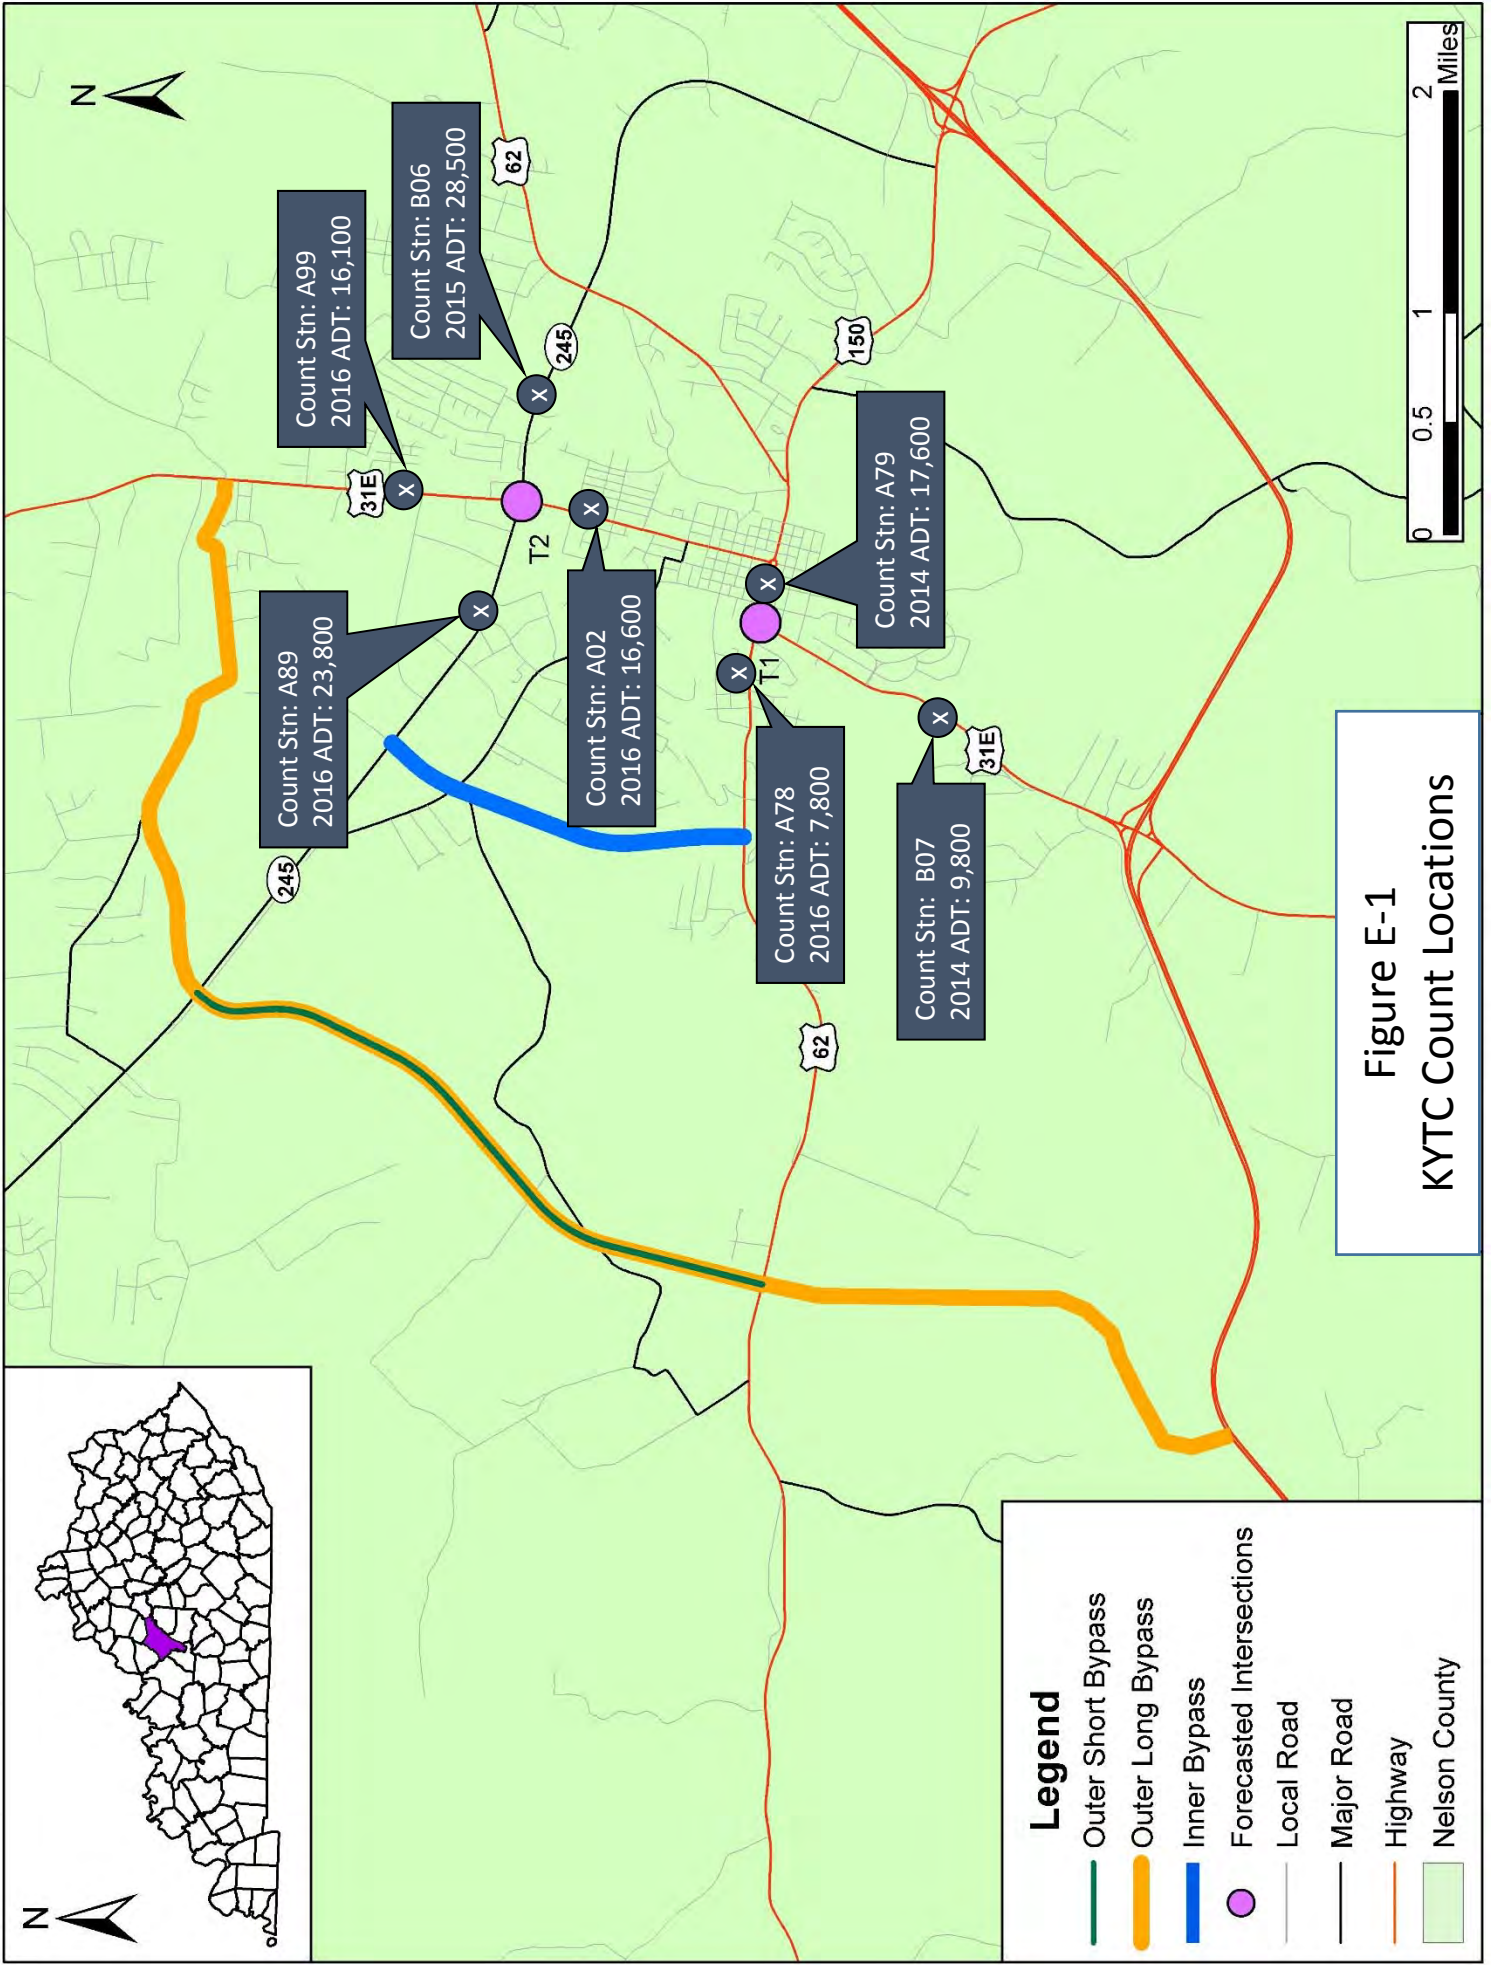 N
N
Count Stn: A99
2016 ADT: 16,100
Count Stn: B06
2015 ADT: 28,500
62
31E
245
Count Stn: A89
2016 ADT: 23,800
245
X
X
X
X
T2
Count Stn: A02
2016 ADT: 16,600
150
X
X
T1
Count Stn: A79
2014 ADT: 17,600
Count Stn: A78
2016 ADT: 7,800
62
X
31E
Count Stn: B07
2014 ADT: 9,800
Legend
Outer Short Bypass
Outer Long Bypass
Inner Bypass
Forecasted Intersections
Local Road
Major Road
Highway
Nelson County
Figure E-1
KYTC Count Locations
0 0.5 1 2
Miles